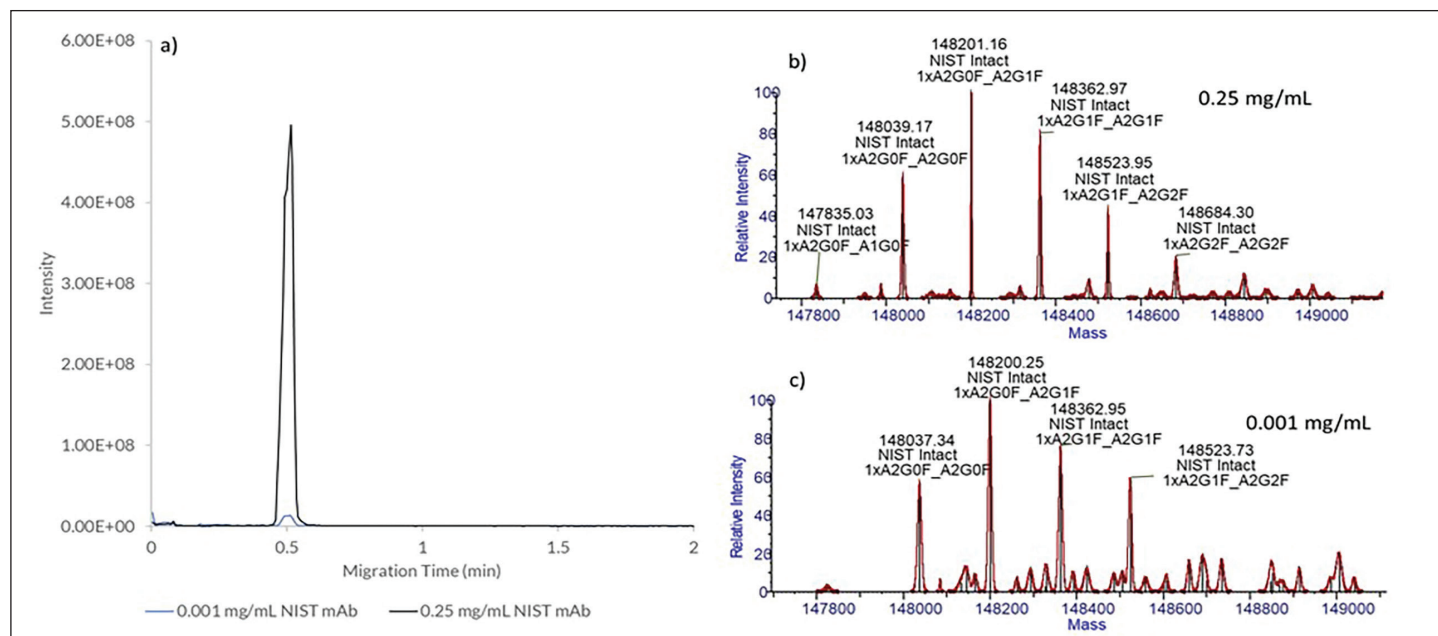 a)
6.00E+08
5.00E+08
4.00E+08
3.00E+08
2.00E+08
1.00E+08
0.00E+00
Intensity
0
0.5
1
1.5
2
Migration Time (min)
0.001 mg/mL NIST mAb
0.25 mg/mL NIST mAb
b)
0.25 mg/mL
147835.03
NIST Intact
1xA2G0F_A1G0F
148039.17
NIST Intact
1xA2G0F_A2G0F
148201.16
NIST Intact
1xA2G0F_A2G1F
148362.97
NIST Intact
1xA2G1F_A2G1F
148523.95
NIST Intact
1xA2G1F_A2G2F
148684.30
NIST Intact
1xA2G2F_A2G2F
Relative Intensity
100
80
60
40
20
0
147800
148000
148200
148400
148600
148800
149000
Mass
c)
0.001 mg/mL
148037.34
NIST Intact
1xA2G0F_A2G0F
148200.25
NIST Intact
1xA2G0F_A2G1F
148362.95
NIST Intact
1xA2G1F_A2G1F
148523.73
NIST Intact
1xA2G1F_A2G2F
Relative Intensity
100
80
60
40
20
0
147800
148000
148200
148400
148600
148800
149000
Mass